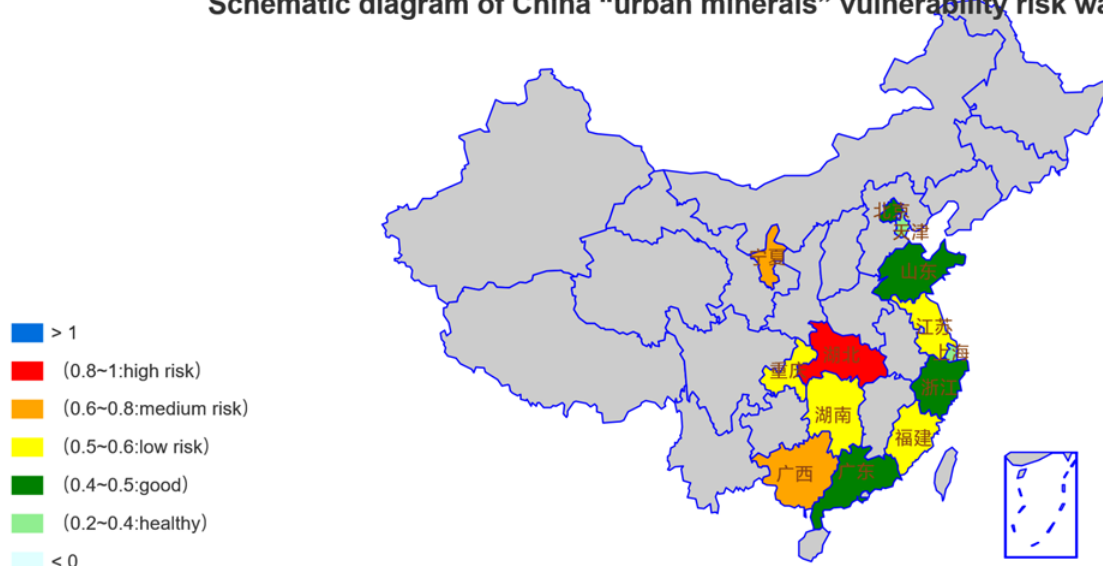 Schematic diagram of China “urban minerals” vulnerability risk wa
北京
天津
宁夏
山东
江苏
上海
湖北
重庆
浙江
湖南
福建
广西
广东
> 1
(0.8~1:high risk)
(0.6~0.8:medium risk)
(0.5~0.6:low risk)
(0.4~0.5:good)
(0.2~0.4:healthy)
< 0